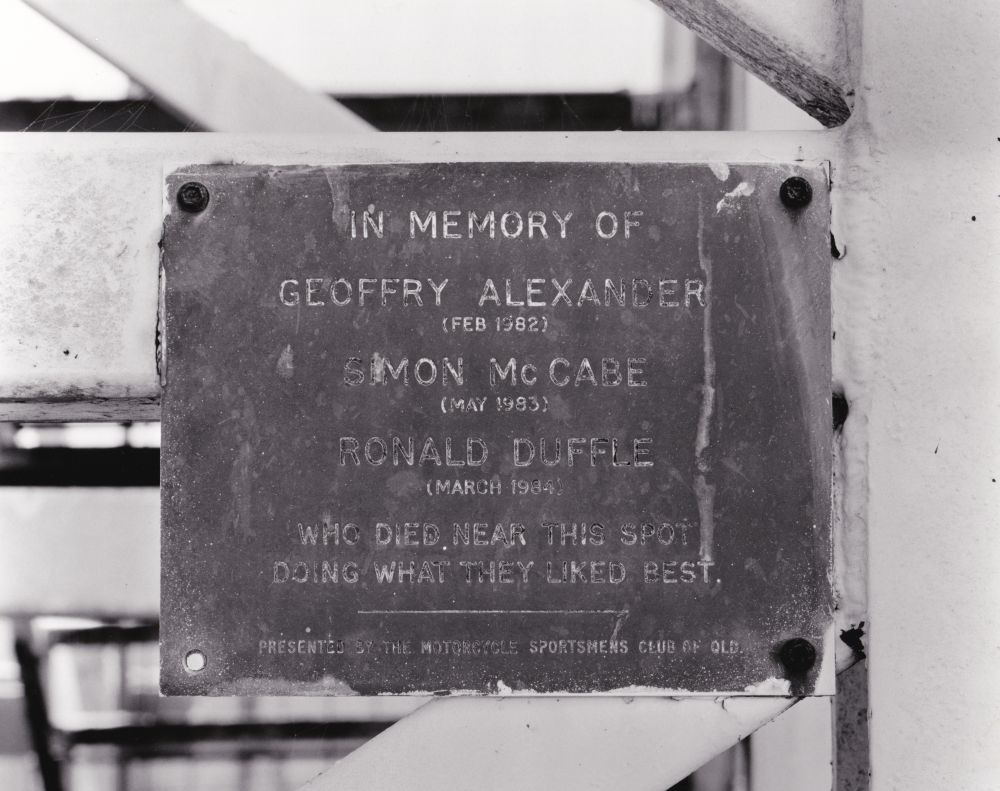 IN MEMORY OF
GEOFFRY ALEXANDER
(FEB 1982)
SIMON McCABE
(MAY 1983)
RONALD DUFFLE
(MARCH 1984)
WHO DIED NEAR THIS SPOT
DOING WHAT THEY LIKED BEST.
PRESENTED BY THE MOTORCYCLE SPORTSMENS CLUB OF QLD.